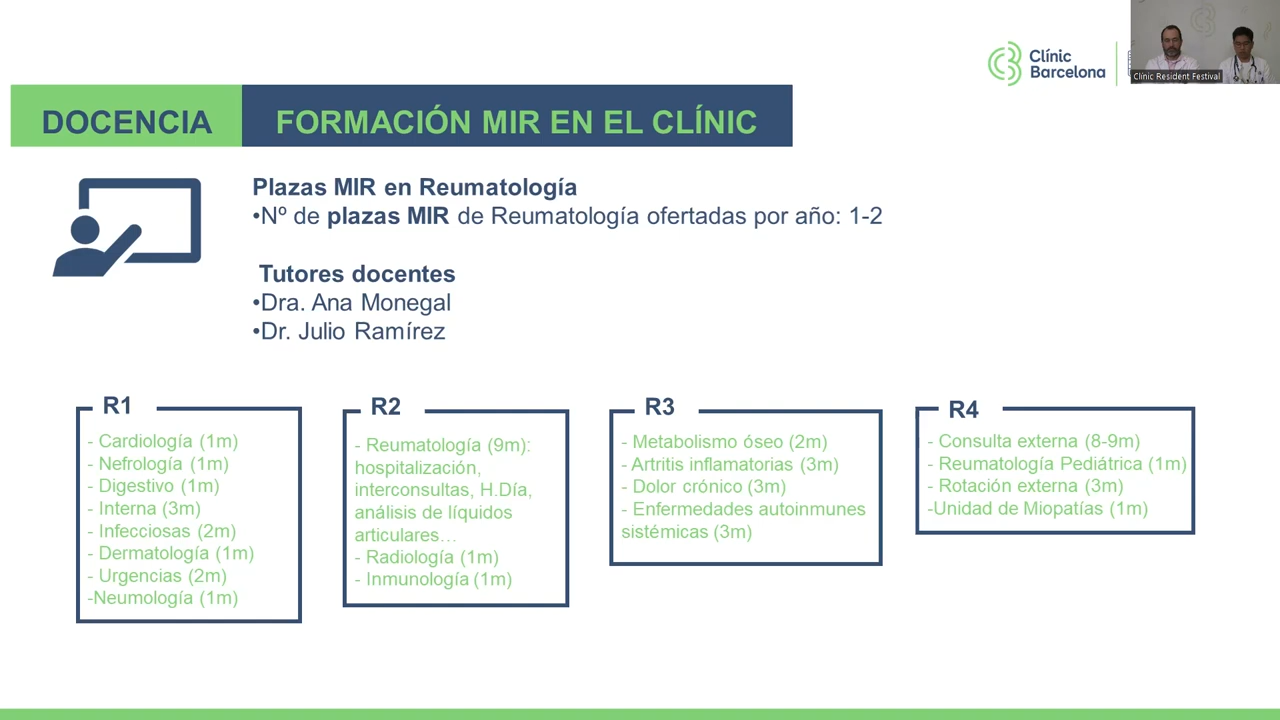 Clínic
Barcelona
Clínic Resident Festival
DOCENCIA
FORMACIÓN MIR EN EL CLÍNIC
Plazas MIR en Reumatología
•Nº de plazas MIR de Reumatología ofertadas por año: 1-2
Tutores docentes
•Dra. Ana Monegal
•Dr. Julio Ramírez
R1
- Cardiología (1m)
- Nefrología (1m)
- Digestivo (1m)
- Interna (3m)
- Infecciosas (2m)
- Dermatología (1m)
- Urgencias (2m)
-Neumología (1m)
R2
- Reumatología (9m):
hospitalización,
interconsultas, H.Día,
análisis de líquidos
articulares…
- Radiología (1m)
- Inmunología (1m)
R3
- Metabolismo óseo (2m)
- Artritis inflamatorias (3m)
- Dolor crónico (3m)
- Enfermedades autoinmunes
sistémicas (3m)
R4
- Consulta externa (8-9m)
- Reumatología Pediátrica (1m)
- Rotación externa (3m)
-Unidad de Miopatías (1m)